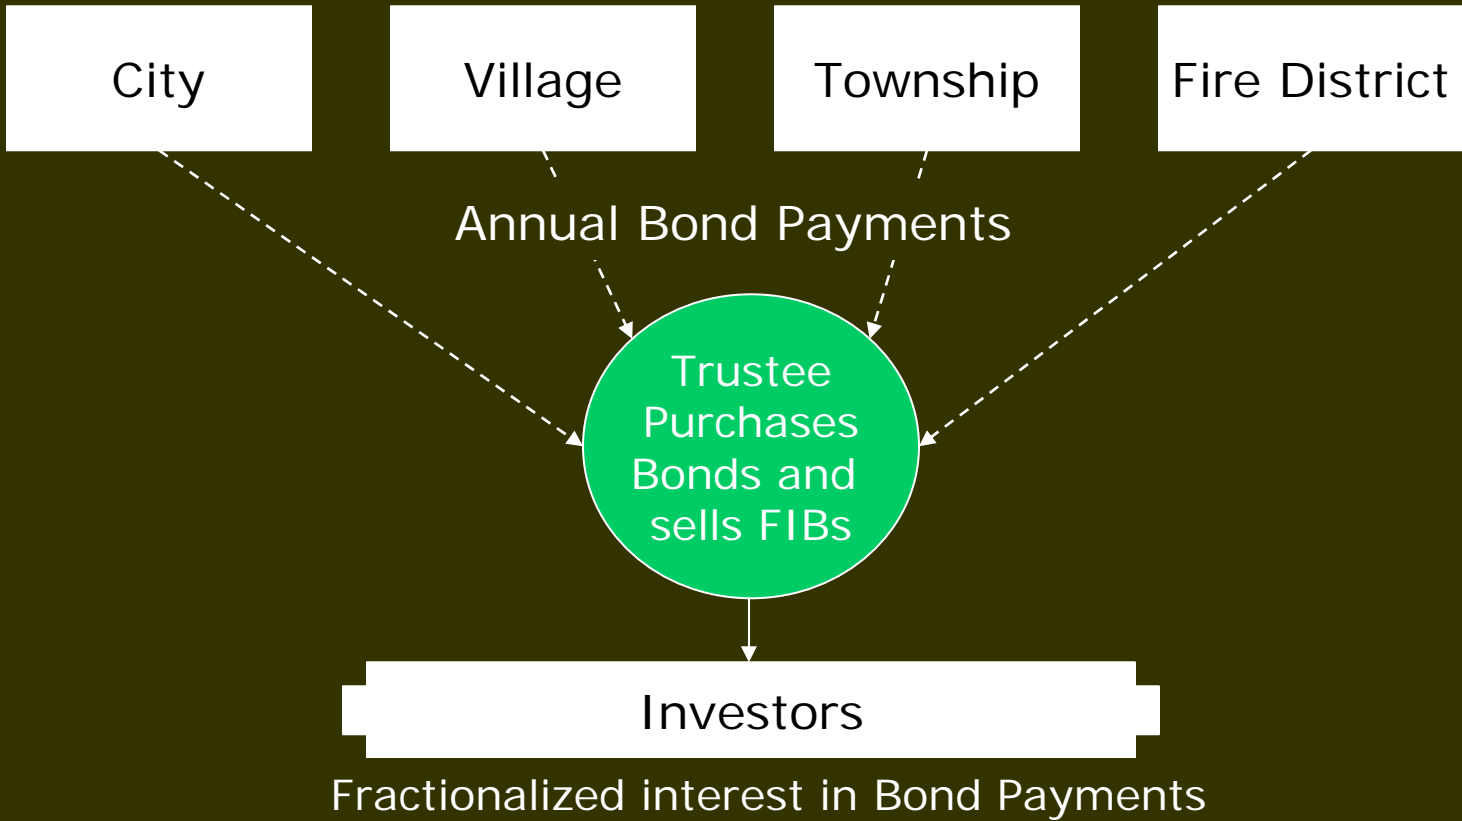 City
Village
Township
Fire District
Annual Bond Payments
Trustee
Purchases
Bonds and
sells FIBs
Investors
Fractionalized interest in Bond Payments